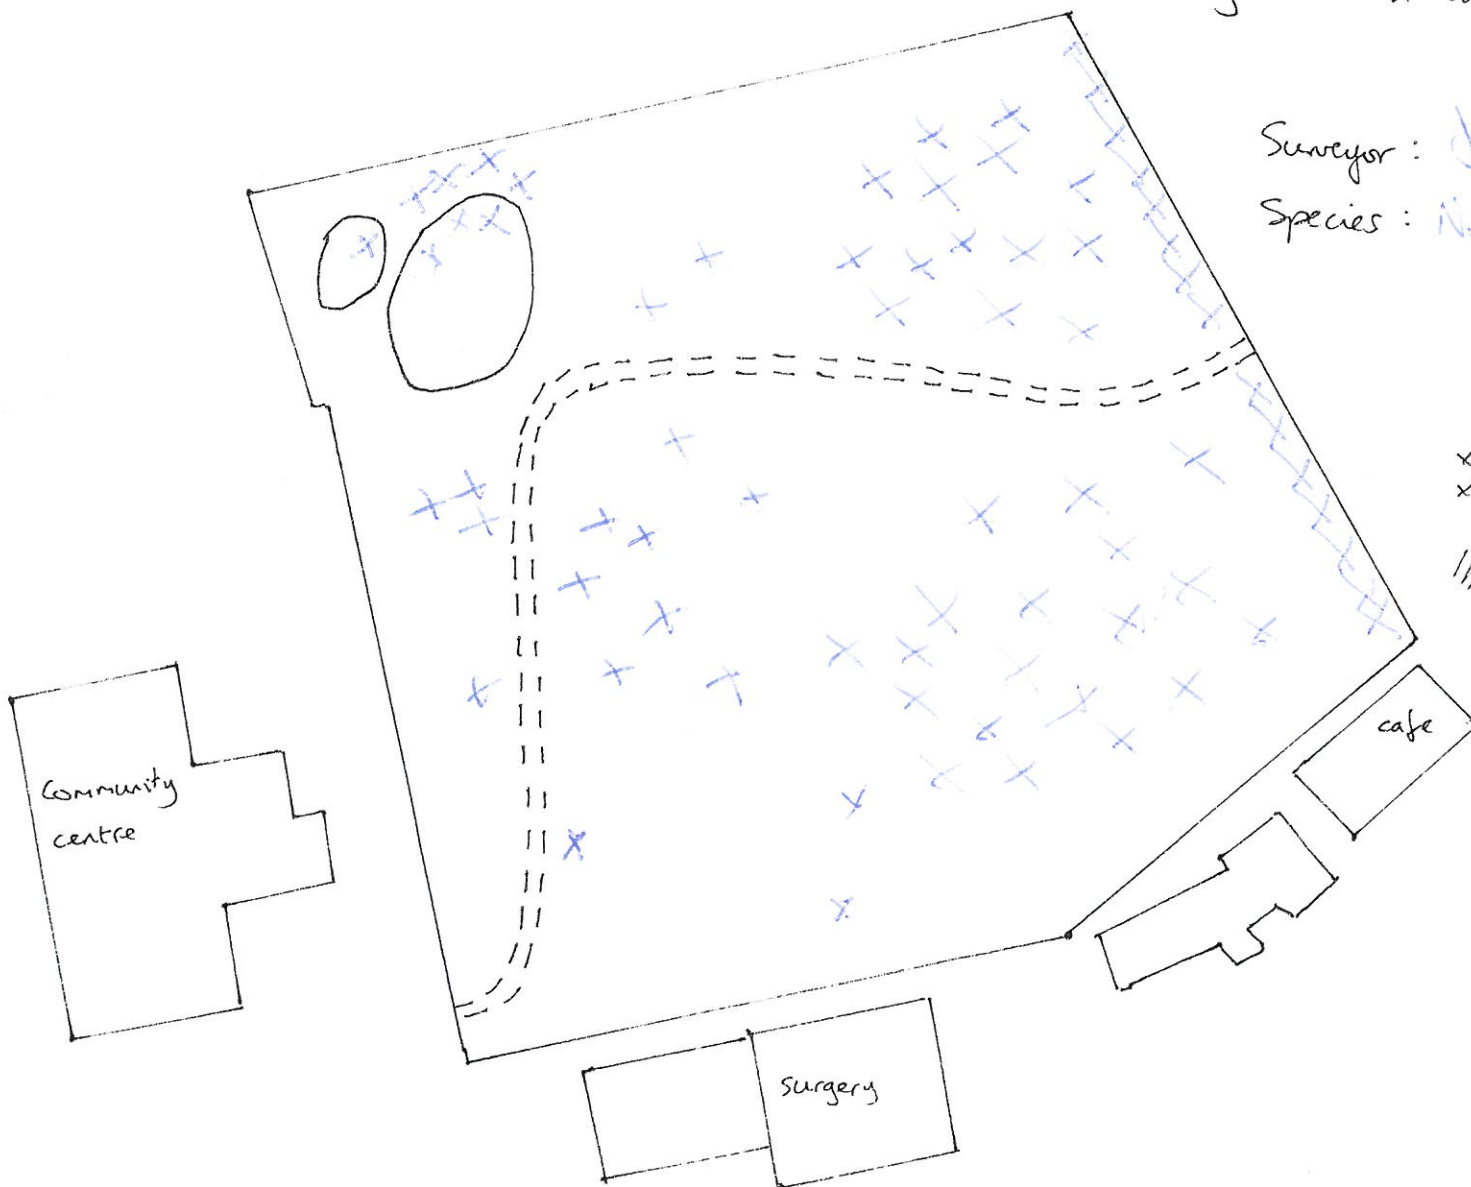 Surveyor :
Species : N.
cafe
Community
centre
surgery